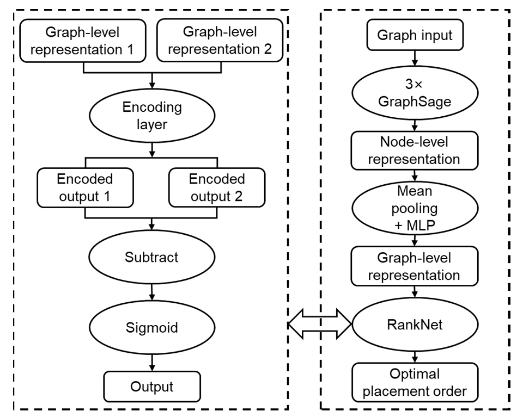 Graph-level
representation 1
Graph-level
representation 2
Encoding
layer
Encoded
output 1
Encoded
output 2
Subtract
Sigmoid
Output
Graph input
3×
GraphSage
Node-level
representation
Mean
pooling
+ MLP
Graph-level
representation
RankNet
Optimal
placement order